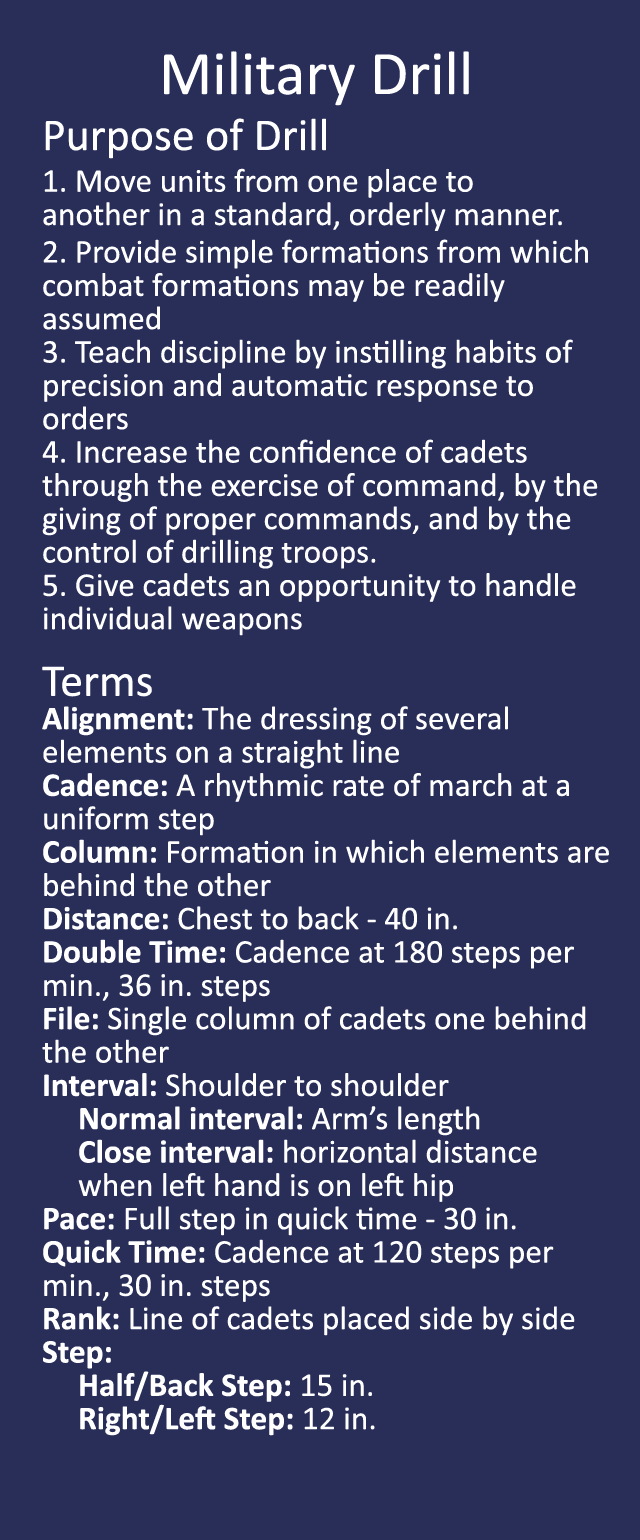 Military Drill
Purpose of Drill
1. Move units from one place to
another in a standard, orderly manner.
2. Provide simple formations from which
combat formations may be readily
assumed
3. Teach discipline by instilling habits of
precision and automatic response to
orders
4. Increase the confidence of cadets
through the exercise of command, by the
giving of proper commands, and by the
control of drilling troops.
5. Give cadets an opportunity to handle
individual weapons
Terms
Alignment: The dressing of several
elements on a straight line
Cadence: A rhythmic rate of march at a
uniform step
Column: Formation in which elements are
behind the other
Distance: Chest to back - 40 in.
Double Time: Cadence at 180 steps per
min., 36 in. steps
File: Single column of cadets one behind
the other
Interval: Shoulder to shoulder
Normal interval: Arm’s length
Close interval: horizontal distance
when left hand is on left hip
Pace: Full step in quick time - 30 in.
Quick Time: Cadence at 120 steps per
min., 30 in. steps
Rank: Line of cadets placed side by side
Step:
Half/Back Step: 15 in.
Right/Left Step: 12 in.